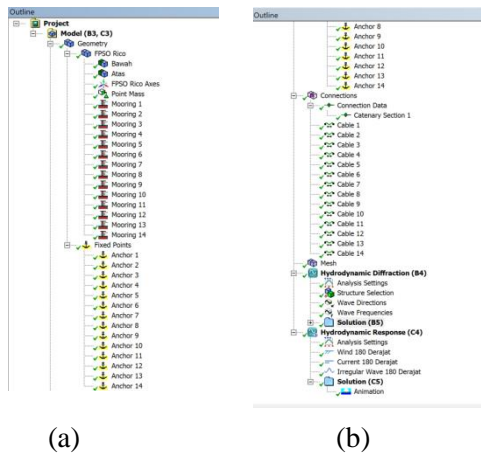 Outline
Project
Model (B3, C3)
Geometry
FPSO Rico
Bawah
Atas
FPSO Rico Axes
Point Mass
Mooring 1
Mooring 2
Mooring 3
Mooring 4
Mooring 5
Mooring 6
Mooring 7
Mooring 8
Mooring 9
Mooring 10
Mooring 11
Mooring 12
Mooring 13
Mooring 14
Fixed Points
Anchor 1
Anchor 2
Anchor 3
Anchor 4
Anchor 5
Anchor 6
Anchor 7
Anchor 8
Anchor 9
Anchor 10
Anchor 11
Anchor 12
Anchor 13
Anchor 14
(a)
Outline
Anchor 8
Anchor 9
Anchor 10
Anchor 11
Anchor 12
Anchor 13
Anchor 14
Connections
Connection Data
Catenary Section 1
Cable 1
Cable 2
Cable 3
Cable 4
Cable 5
Cable 6
Cable 7
Cable 8
Cable 9
Cable 10
Cable 11
Cable 12
Cable 13
Cable 14
Mesh
Hydrodynamic Diffraction (B4)
Analysis Settings
Structure Selection
Wave Directions
Wave Frequencies
Solution (B5)
Hydrodynamic Response (C4)
Analysis Settings
Wind 180 Derajat
Current 180 Derajat
Irregular Wave 180 Derajat
Solution (C5)
Animation
(b)